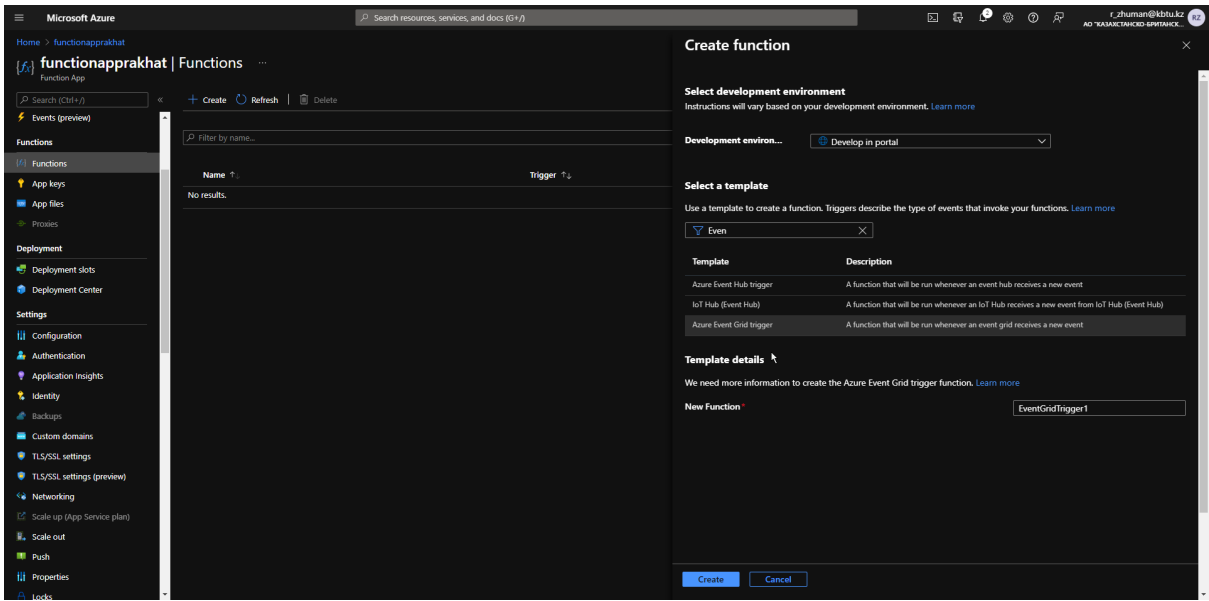 Microsoft Azure
Search resources, services, and docs (G+/)
2
r_zhuman@kbtu.kz
АО "КАЗАХСТАНСКО-БРИТАНСК...
RZ
Home > functionapprakhat
functionapprakhat | Functions ...
Function App
Search (Ctrl+/)
«
Events (preview)
Functions
Functions
App keys
App files
Proxies
Deployment
Deployment slots
Deployment Center
Settings
Configuration
Authentication
Application Insights
Identity
Backups
Custom domains
TLS/SSL settings
TLS/SSL settings (preview)
Networking
Scale up (App Service plan)
Scale out
Push
Properties
Locks
+ Create Refresh | Delete
Filter by name...
Name ↑↓ Trigger ↑↓
No results.
Create function
Select development environment
Instructions will vary based on your development environment. Learn more
Development environ... Develop in portal
Select a template
Use a template to create a function. Triggers describe the type of events that invoke your functions. Learn more
Even
Template Description
Azure Event Hub trigger A function that will be run whenever an event hub receives a new event
IoT Hub (Event Hub) A function that will be run whenever an IoT Hub receives a new event from IoT Hub (Event Hub)
Azure Event Grid trigger A function that will be run whenever an event grid receives a new event
Template details
We need more information to create the Azure Event Grid trigger function. Learn more
New Function * EventGridTrigger1
Create Cancel